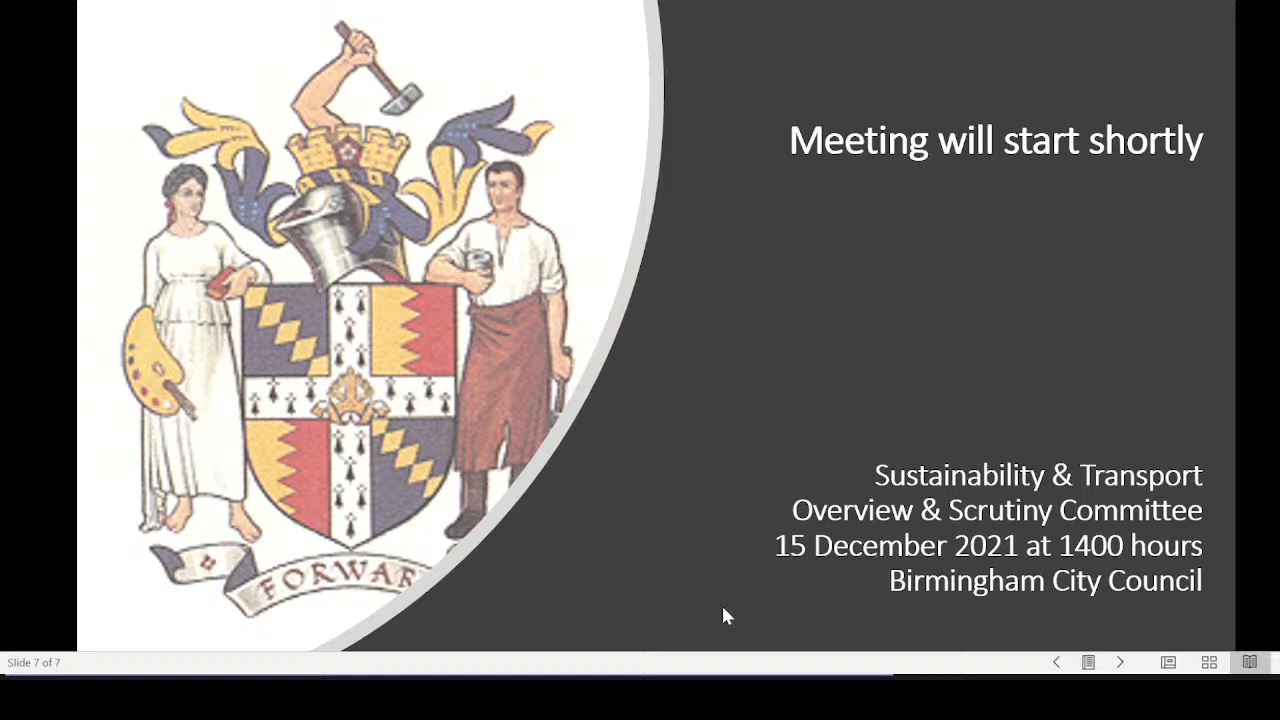 Meeting will start shortly
FORWAR
Sustainability & Transport
Overview & Scrutiny Committee
15 December 2021 at 1400 hours
Birmingham City Council
Slide 7 of 7